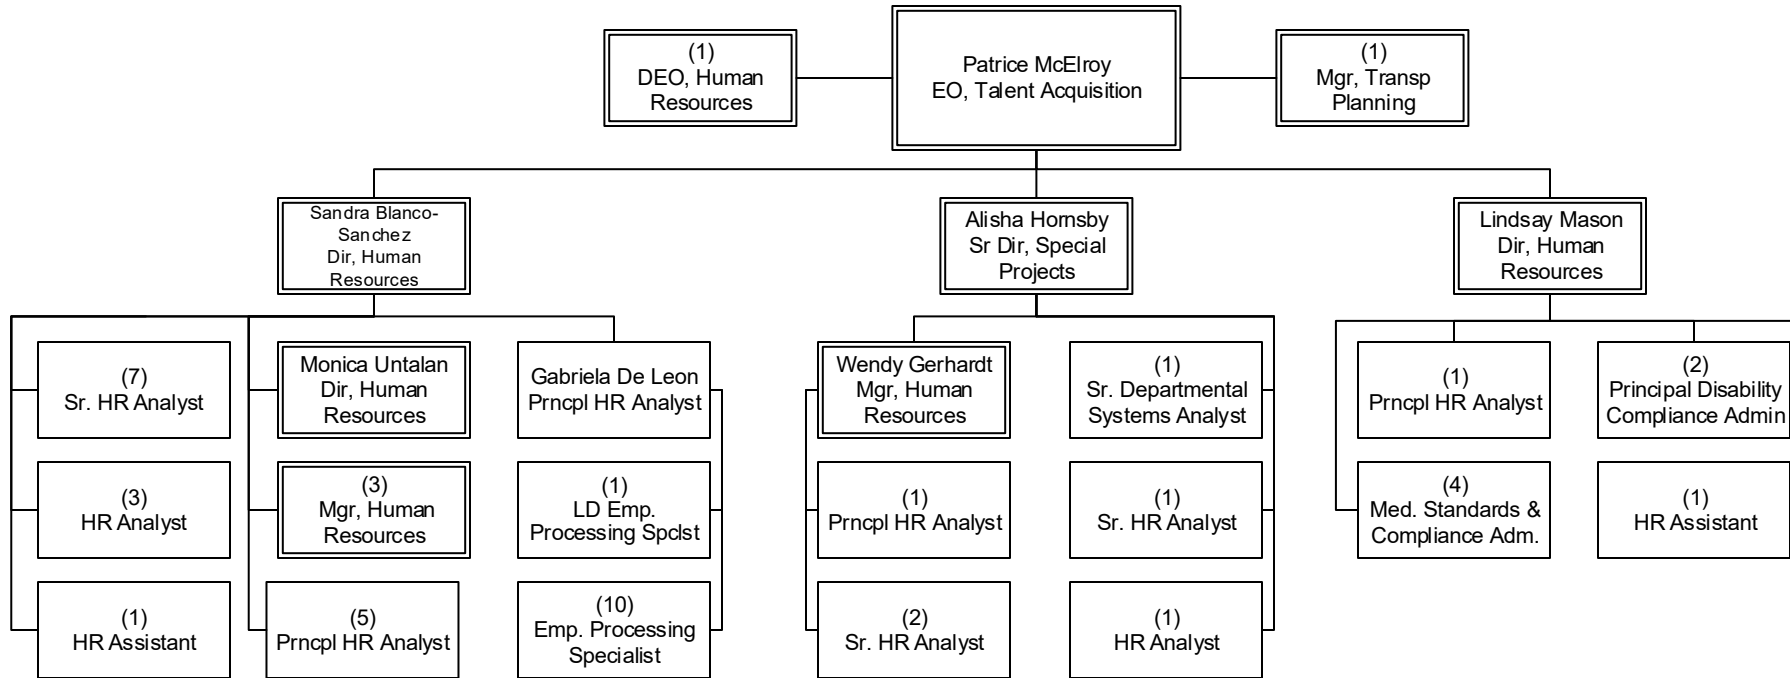 (1)
DEO, Human
Resources
Patrice McElroy
EO, Talent Acquisition
(1)
Mgr, Transp
Planning
Sandra Blanco-
Sanchez
Dir, Human
Resources
Alisha Hornsby
Sr Dir, Special
Projects
Lindsay Mason
Dir, Human
Resources
(7)
Sr. HR Analyst
Monica Untalan
Dir, Human
Resources
Gabriela De Leon
Prncpl HR Analyst
Wendy Gerhardt
Mgr, Human
Resources
(1)
Sr. Departmental
Systems Analyst
(1)
Prncpl HR Analyst
(2)
Principal Disability
Compliance Admin
(3)
HR Analyst
(3)
Mgr, Human
Resources
(1)
LD Emp.
Processing Spclst
(1)
Prncpl HR Analyst
(1)
Sr. HR Analyst
(4)
Med. Standards &
Compliance Adm.
(1)
HR Assistant
(1)
HR Assistant
(5)
Prncpl HR Analyst
(10)
Emp. Processing
Specialist
(2)
Sr. HR Analyst
(1)
HR Analyst